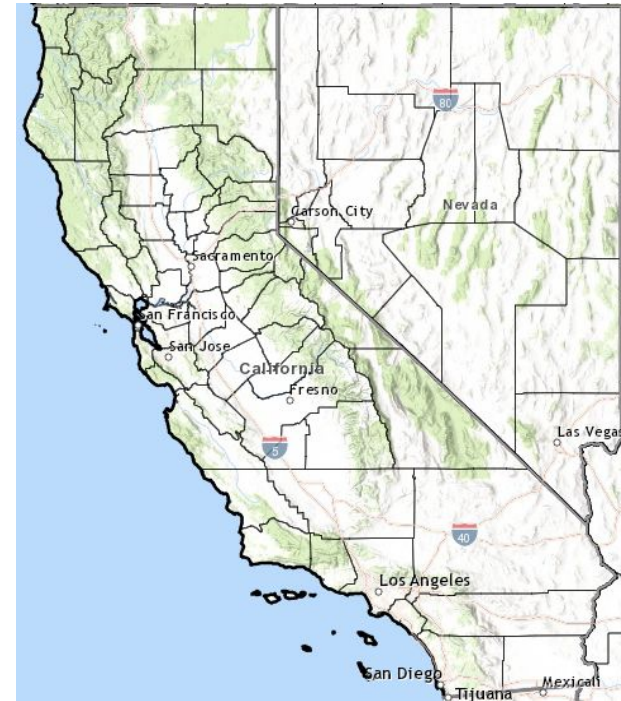 80
Carson City
Nevada
Sacramento
San Francisco
San Jose
California
Fresno
Las Vegas
5
40
Los Angeles
San Diego
Mexicali
Tijuana